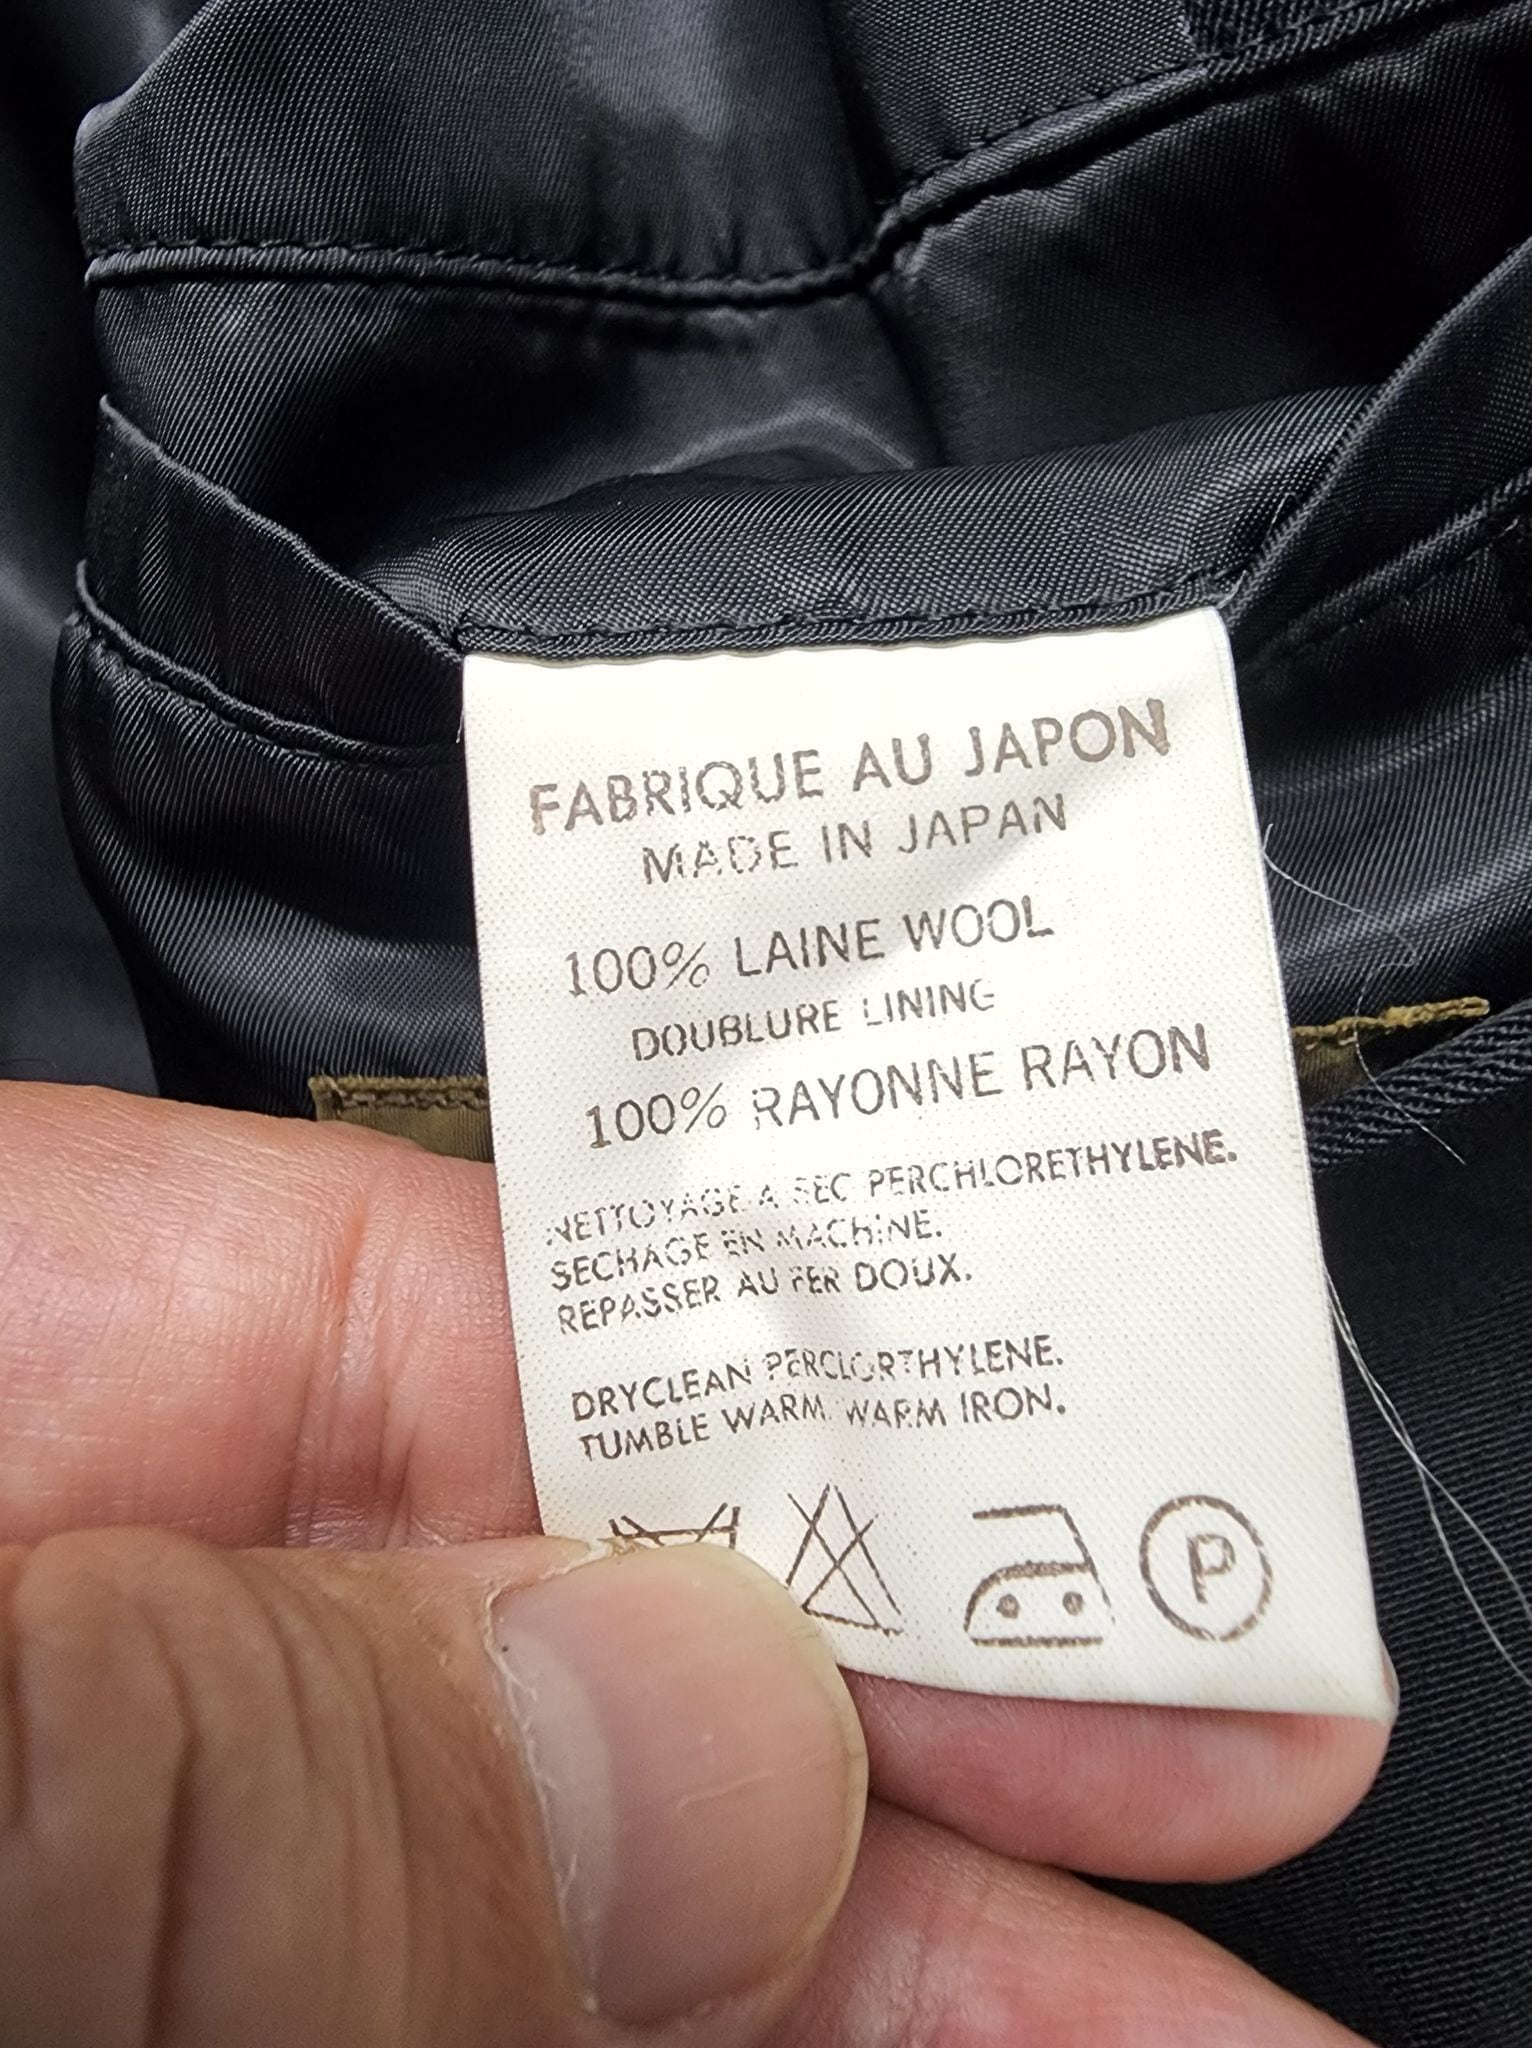 FABRIQUE AU JAPON
MADE IN JAPAN
100% LAINE WOOL
DOUBLURE LINING
100% RAYONNE RAYON
NETTOYAGE A SEC PERCHLORETHYLENE.
SECHAGE EN MACHINE.
REPASSER AU FER DOUX.
DRYCLEAN PERCLORTHYLENE.
TUMBLE WARM. WARM IRON.
P